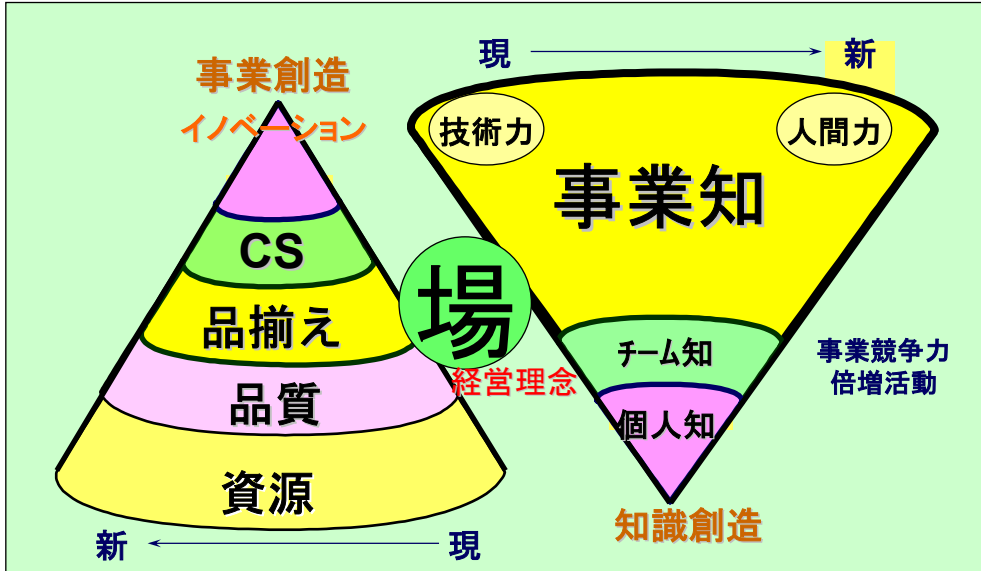 事業創造
イノベーション
CS
品揃え
品質
資源
新
現
場
経営理念
現
新
技術力
人間力
事業知
チーム知
個人知
知識創造
事業競争力
倍増活動